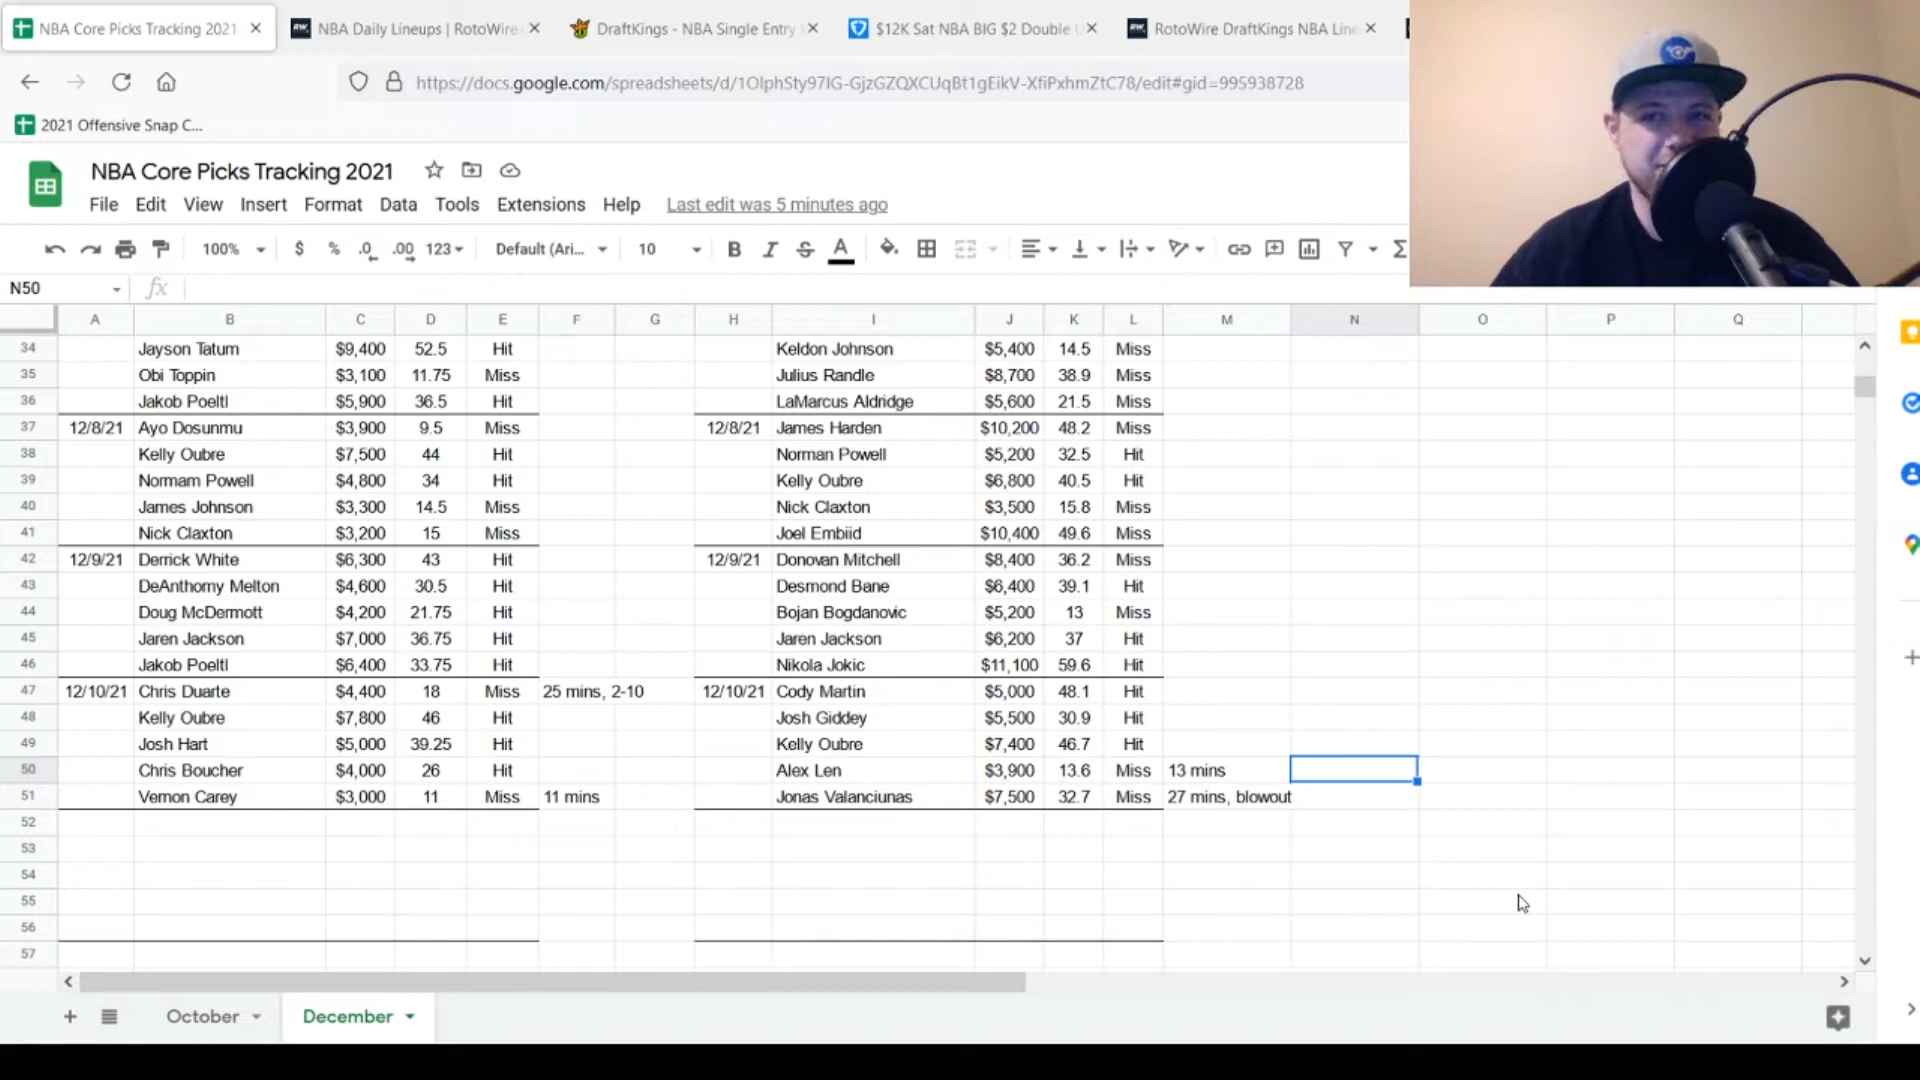 NBA Core Picks Tracking 2021
NBA Daily Lineups | RotoWire
DraftKings - NBA Single Entry
$12K Sat NBA BIG $2 Double
RotoWire DraftKings NBA Line
https://docs.google.com/spreadsheets/d/1OlphSty97IG-GjzGZQXCUqBt1gEikV-XfiPxhmZtC78/edit#gid=995938728
2021 Offensive Snap C...
NBA Core Picks Tracking 2021
File Edit View Insert Format Data Tools Extensions Help Last edit was 5 minutes ago
100% $ % .0 .00 123 Default (Ari... 10 B I S A Σ
N50 fx
A B C D E F G H I J K L M N O P Q
34 Jayson Tatum $9,400 52.5 Hit Keldon Johnson $5,400 14.5 Miss
35 Obi Toppin $3,100 11.75 Miss Julius Randle $8,700 38.9 Miss
36 Jakob Poeltl $5,900 36.5 Hit LaMarcus Aldridge $5,600 21.5 Miss
37 12/8/21 Ayo Dosunmu $3,900 9.5 Miss 12/8/21 James Harden $10,200 48.2 Miss
38 Kelly Oubre $7,500 44 Hit Norman Powell $5,200 32.5 Hit
39 Normam Powell $4,800 34 Hit Kelly Oubre $6,800 40.5 Hit
40 James Johnson $3,300 14.5 Miss Nick Claxton $3,500 15.8 Miss
41 Nick Claxton $3,200 15 Miss Joel Embiid $10,400 49.6 Miss
42 12/9/21 Derrick White $6,300 43 Hit 12/9/21 Donovan Mitchell $8,400 36.2 Miss
43 DeAnthomy Melton $4,600 30.5 Hit Desmond Bane $6,400 39.1 Hit
44 Doug McDermott $4,200 21.75 Hit Bojan Bogdanovic $5,200 13 Miss
45 Jaren Jackson $7,000 36.75 Hit Jaren Jackson $6,200 37 Hit
46 Jakob Poeltl $6,400 33.75 Hit Nikola Jokic $11,100 59.6 Hit
47 12/10/21 Chris Duarte $4,400 18 Miss 25 mins, 2-10 12/10/21 Cody Martin $5,000 48.1 Hit
48 Kelly Oubre $7,800 46 Hit Josh Giddey $5,500 30.9 Hit
49 Josh Hart $5,000 39.25 Hit Kelly Oubre $7,400 46.7 Hit
50 Chris Boucher $4,000 26 Hit Alex Len $3,900 13.6 Miss 13 mins
51 Vernon Carey $3,000 11 Miss 11 mins Jonas Valanciunas $7,500 32.7 Miss 27 mins, blowout
52
53
54
55
56
57
October December